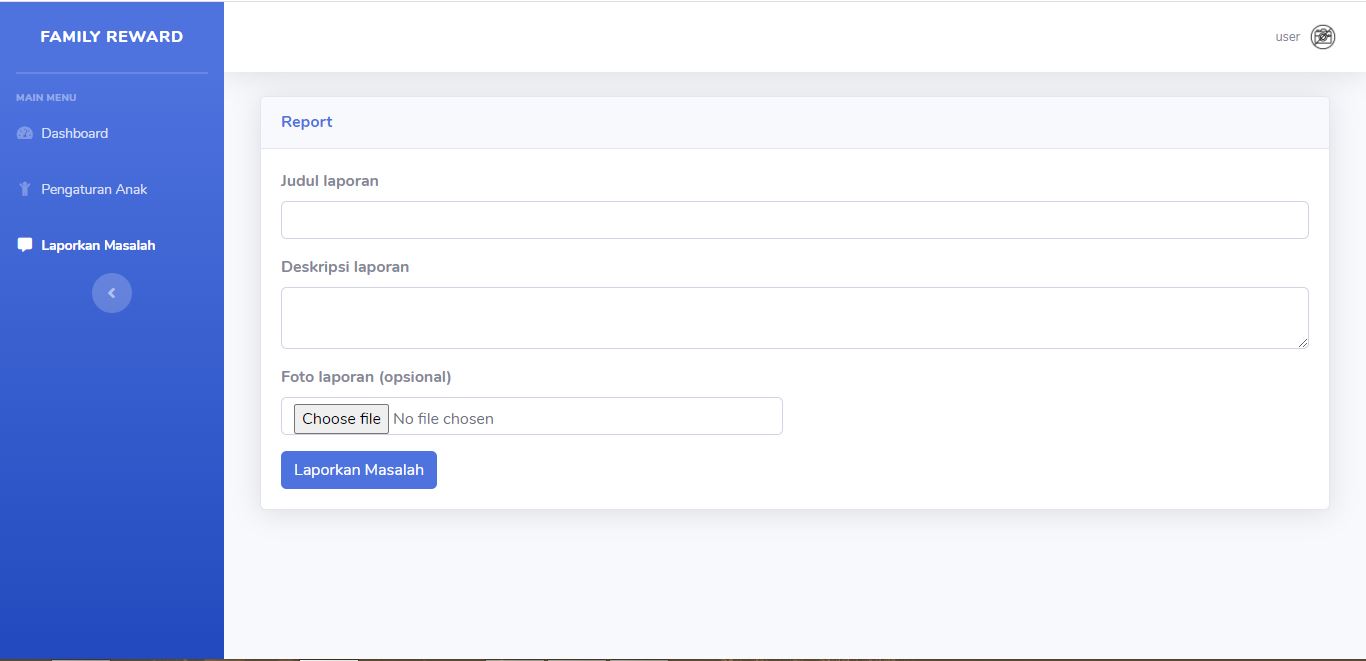 FAMILY REWARD
user
MAIN MENU
Dashboard
Pengaturan Anak
Laporkan Masalah
Report
Judul laporan
Deskripsi laporan
Foto laporan (opsional)
Choose file No file chosen
Laporkan Masalah